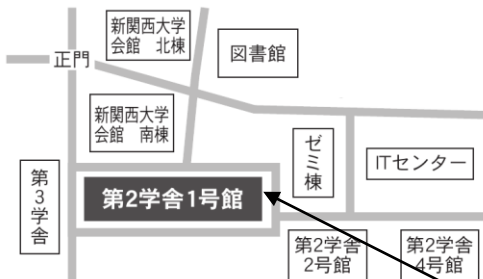 新関西大学
会館 北棟
図書館
正門
新関西大学
会館 南棟
ゼミ棟
ITセンター
第3学舎
第2学舎1号館
第2学舎
2号館
第2学舎
4号館